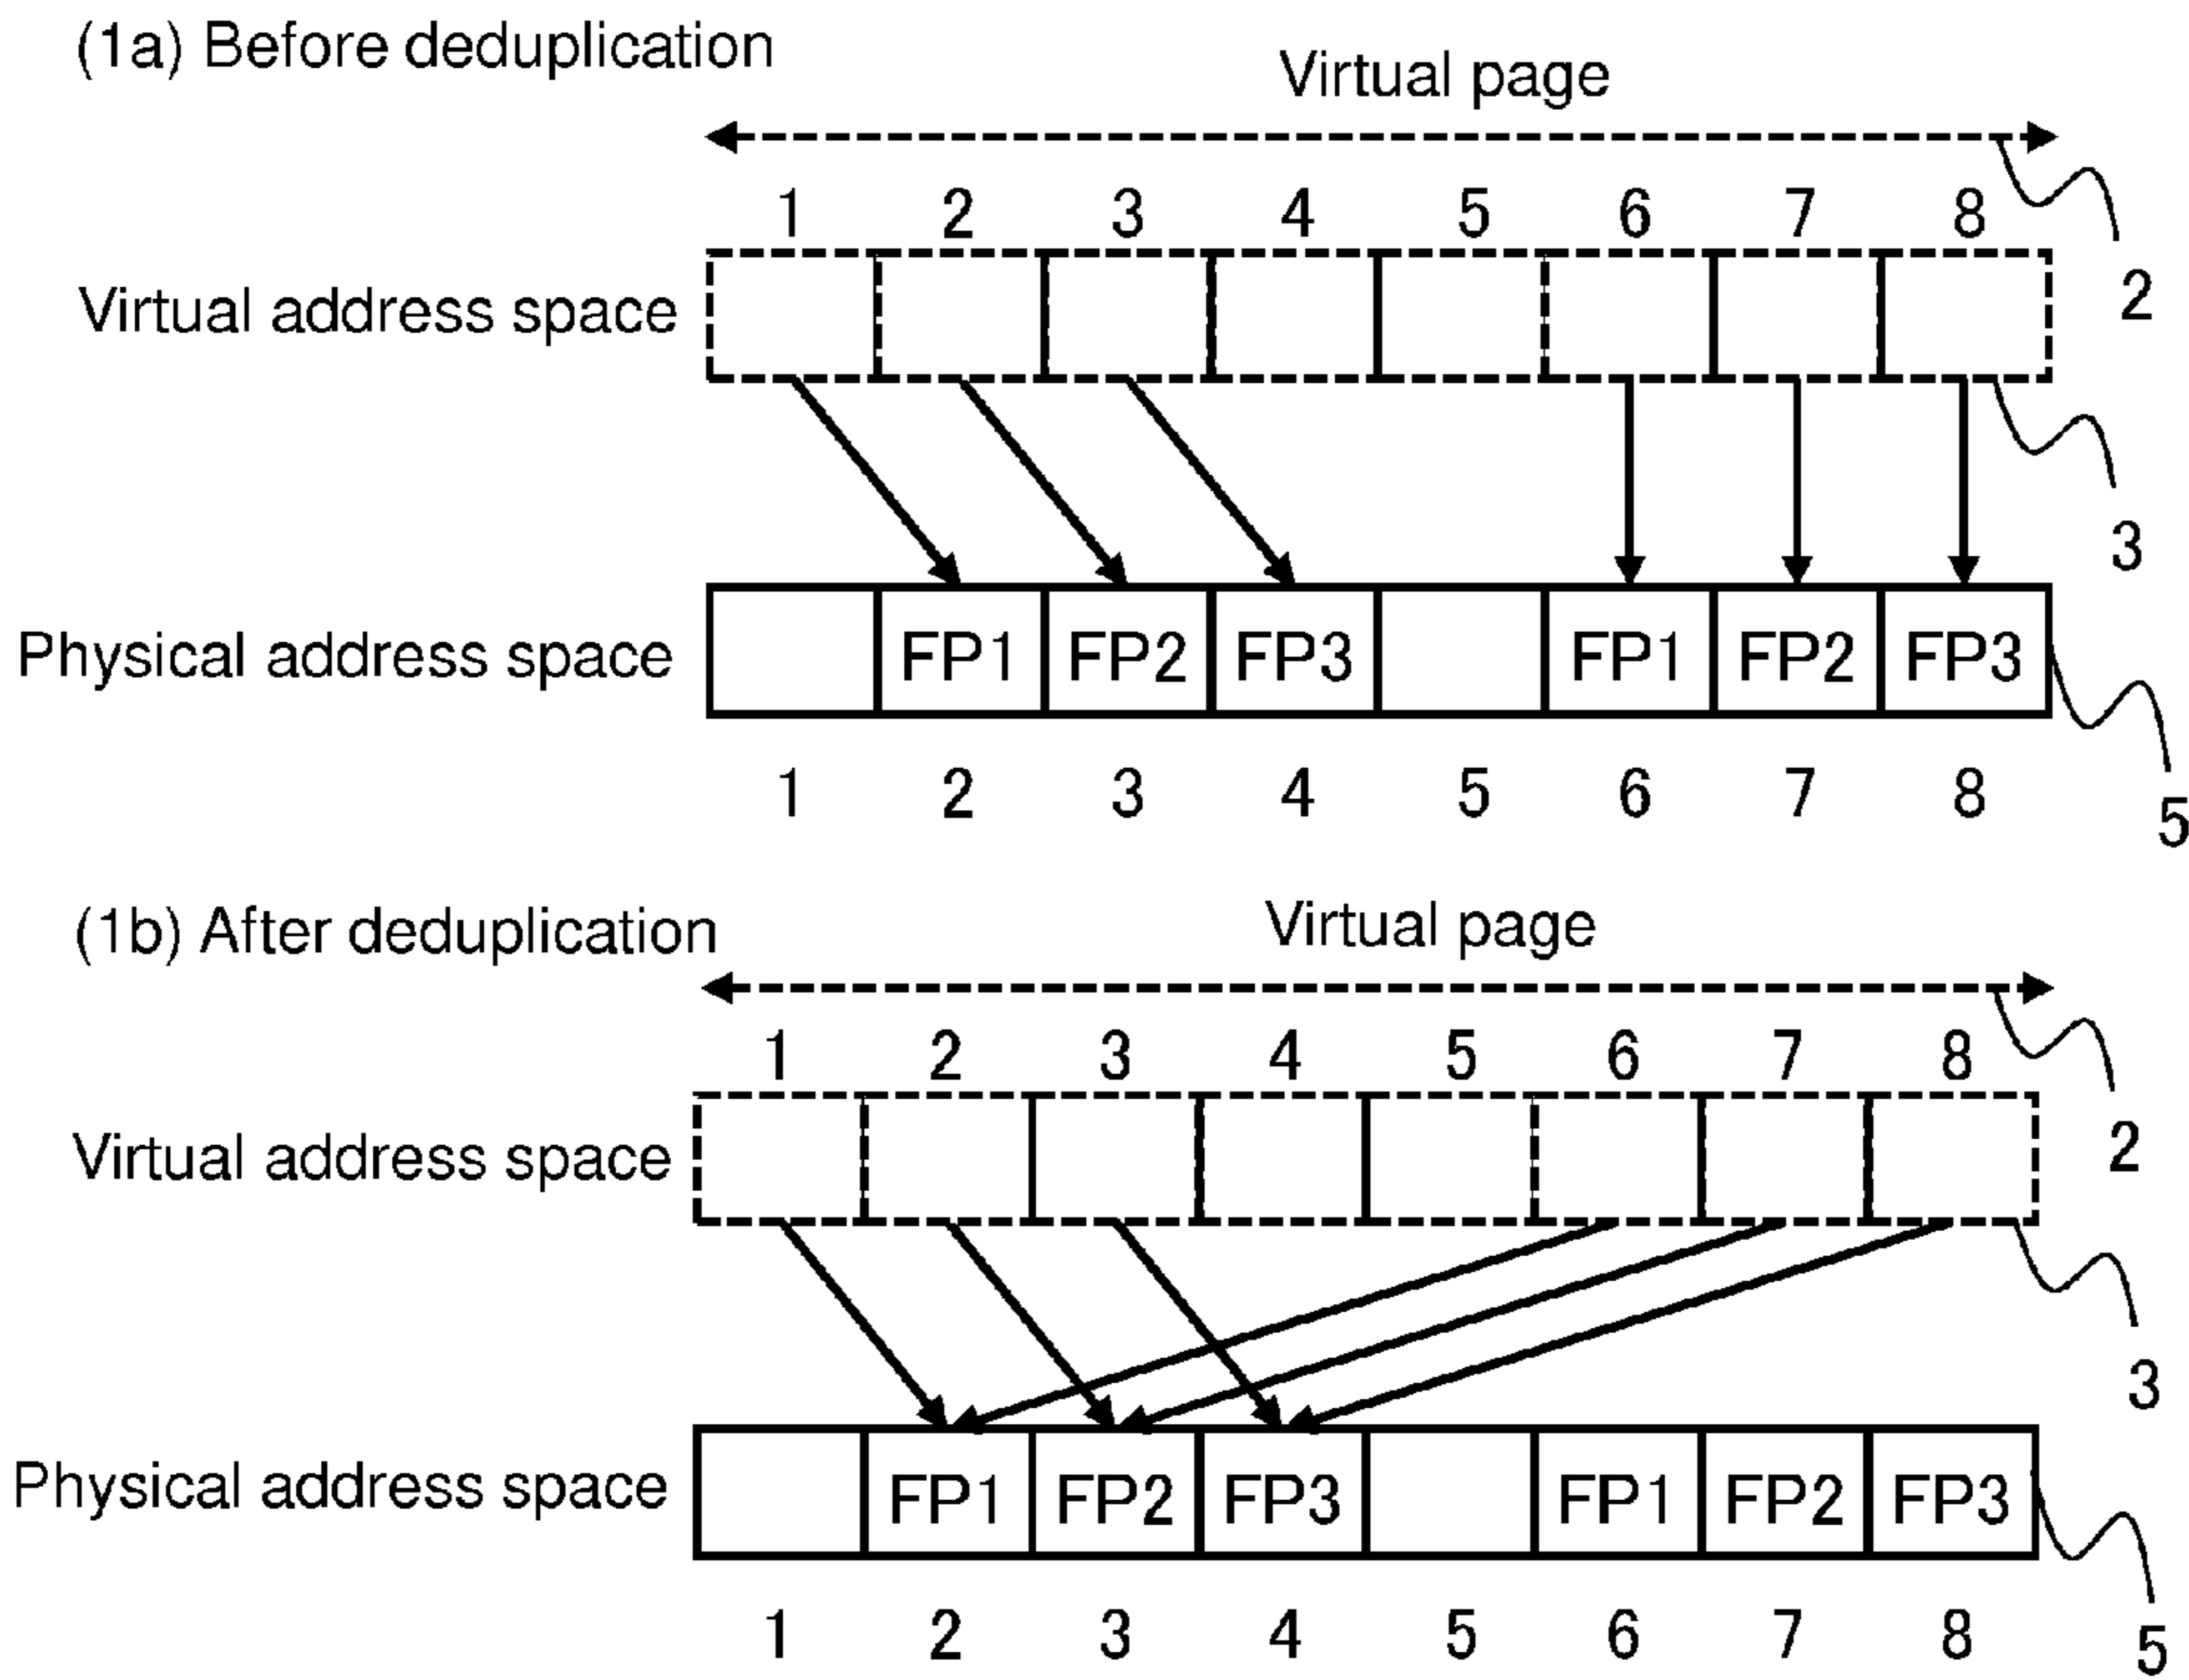 (1a) Before deduplication
Virtual page
1 2 3 4 5 6 7 8
2
Virtual address space
3
Physical address space FP1 FP2 FP3 FP1 FP2 FP3
1 2 3 4 5 6 7 8
5
(1b) After deduplication
Virtual page
1 2 3 4 5 6 7 8
2
Virtual address space
3
Physical address space FP1 FP2 FP3 FP1 FP2 FP3
1 2 3 4 5 6 7 8
5